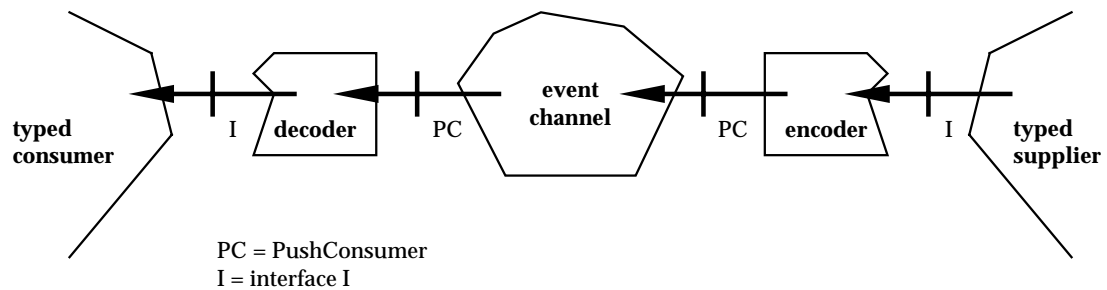 typed
consumer
I
decoder
PC
event
channel
PC
encoder
I
typed
supplier
PC = PushConsumer
I = interface I